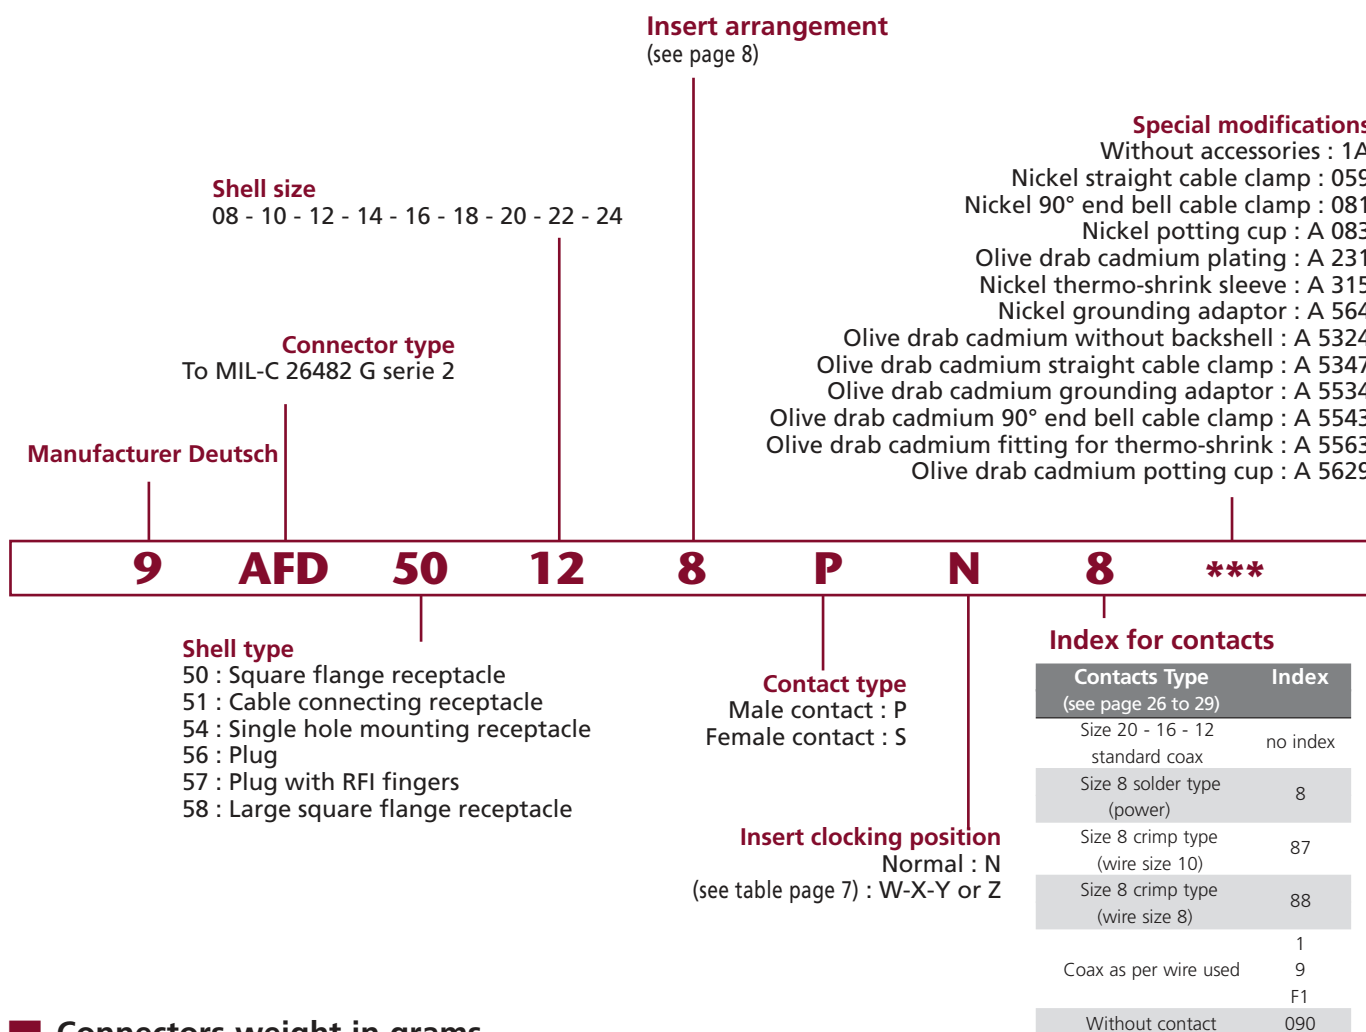 Insert arrangement
(see page 8)
Special modifications
Without accessories : 1A
Nickel straight cable clamp : 059
Nickel 90° end bell cable clamp : 081
Nickel potting cup : A 083
Olive drab cadmium plating : A 231
Nickel thermo-shrink sleeve : A 315
Nickel grounding adaptor : A 564
Olive drab cadmium without backshell : A 5324
Olive drab cadmium straight cable clamp : A 5347
Olive drab cadmium grounding adaptor : A 5534
Olive drab cadmium 90° end bell cable clamp : A 5543
Olive drab cadmium fitting for thermo-shrink : A 5563
Olive drab cadmium potting cup : A 5629
Shell size
08 - 10 - 12 - 14 - 16 - 18 - 20 - 22 - 24
Connector type
To MIL-C 26482 G serie 2
Manufacturer Deutsch
9 AFD 50 12 8 P N 8 ***
Shell type
50 : Square flange receptacle
51 : Cable connecting receptacle
54 : Single hole mounting receptacle
56 : Plug
57 : Plug with RFI fingers
58 : Large square flange receptacle
Contact type
Male contact : P
Female contact : S
Insert clocking position
Normal : N
(see table page 7) : W-X-Y or Z
Index for contacts
Contacts Type Index
(see page 26 to 29)
Size 20 - 16 - 12
standard coax
no index
Size 8 solder type
(power)
8
Size 8 crimp type
(wire size 10)
87
Size 8 crimp type
(wire size 8)
88
1
Coax as per wire used 9
F1
Without contact 090
Connectors weight in grams